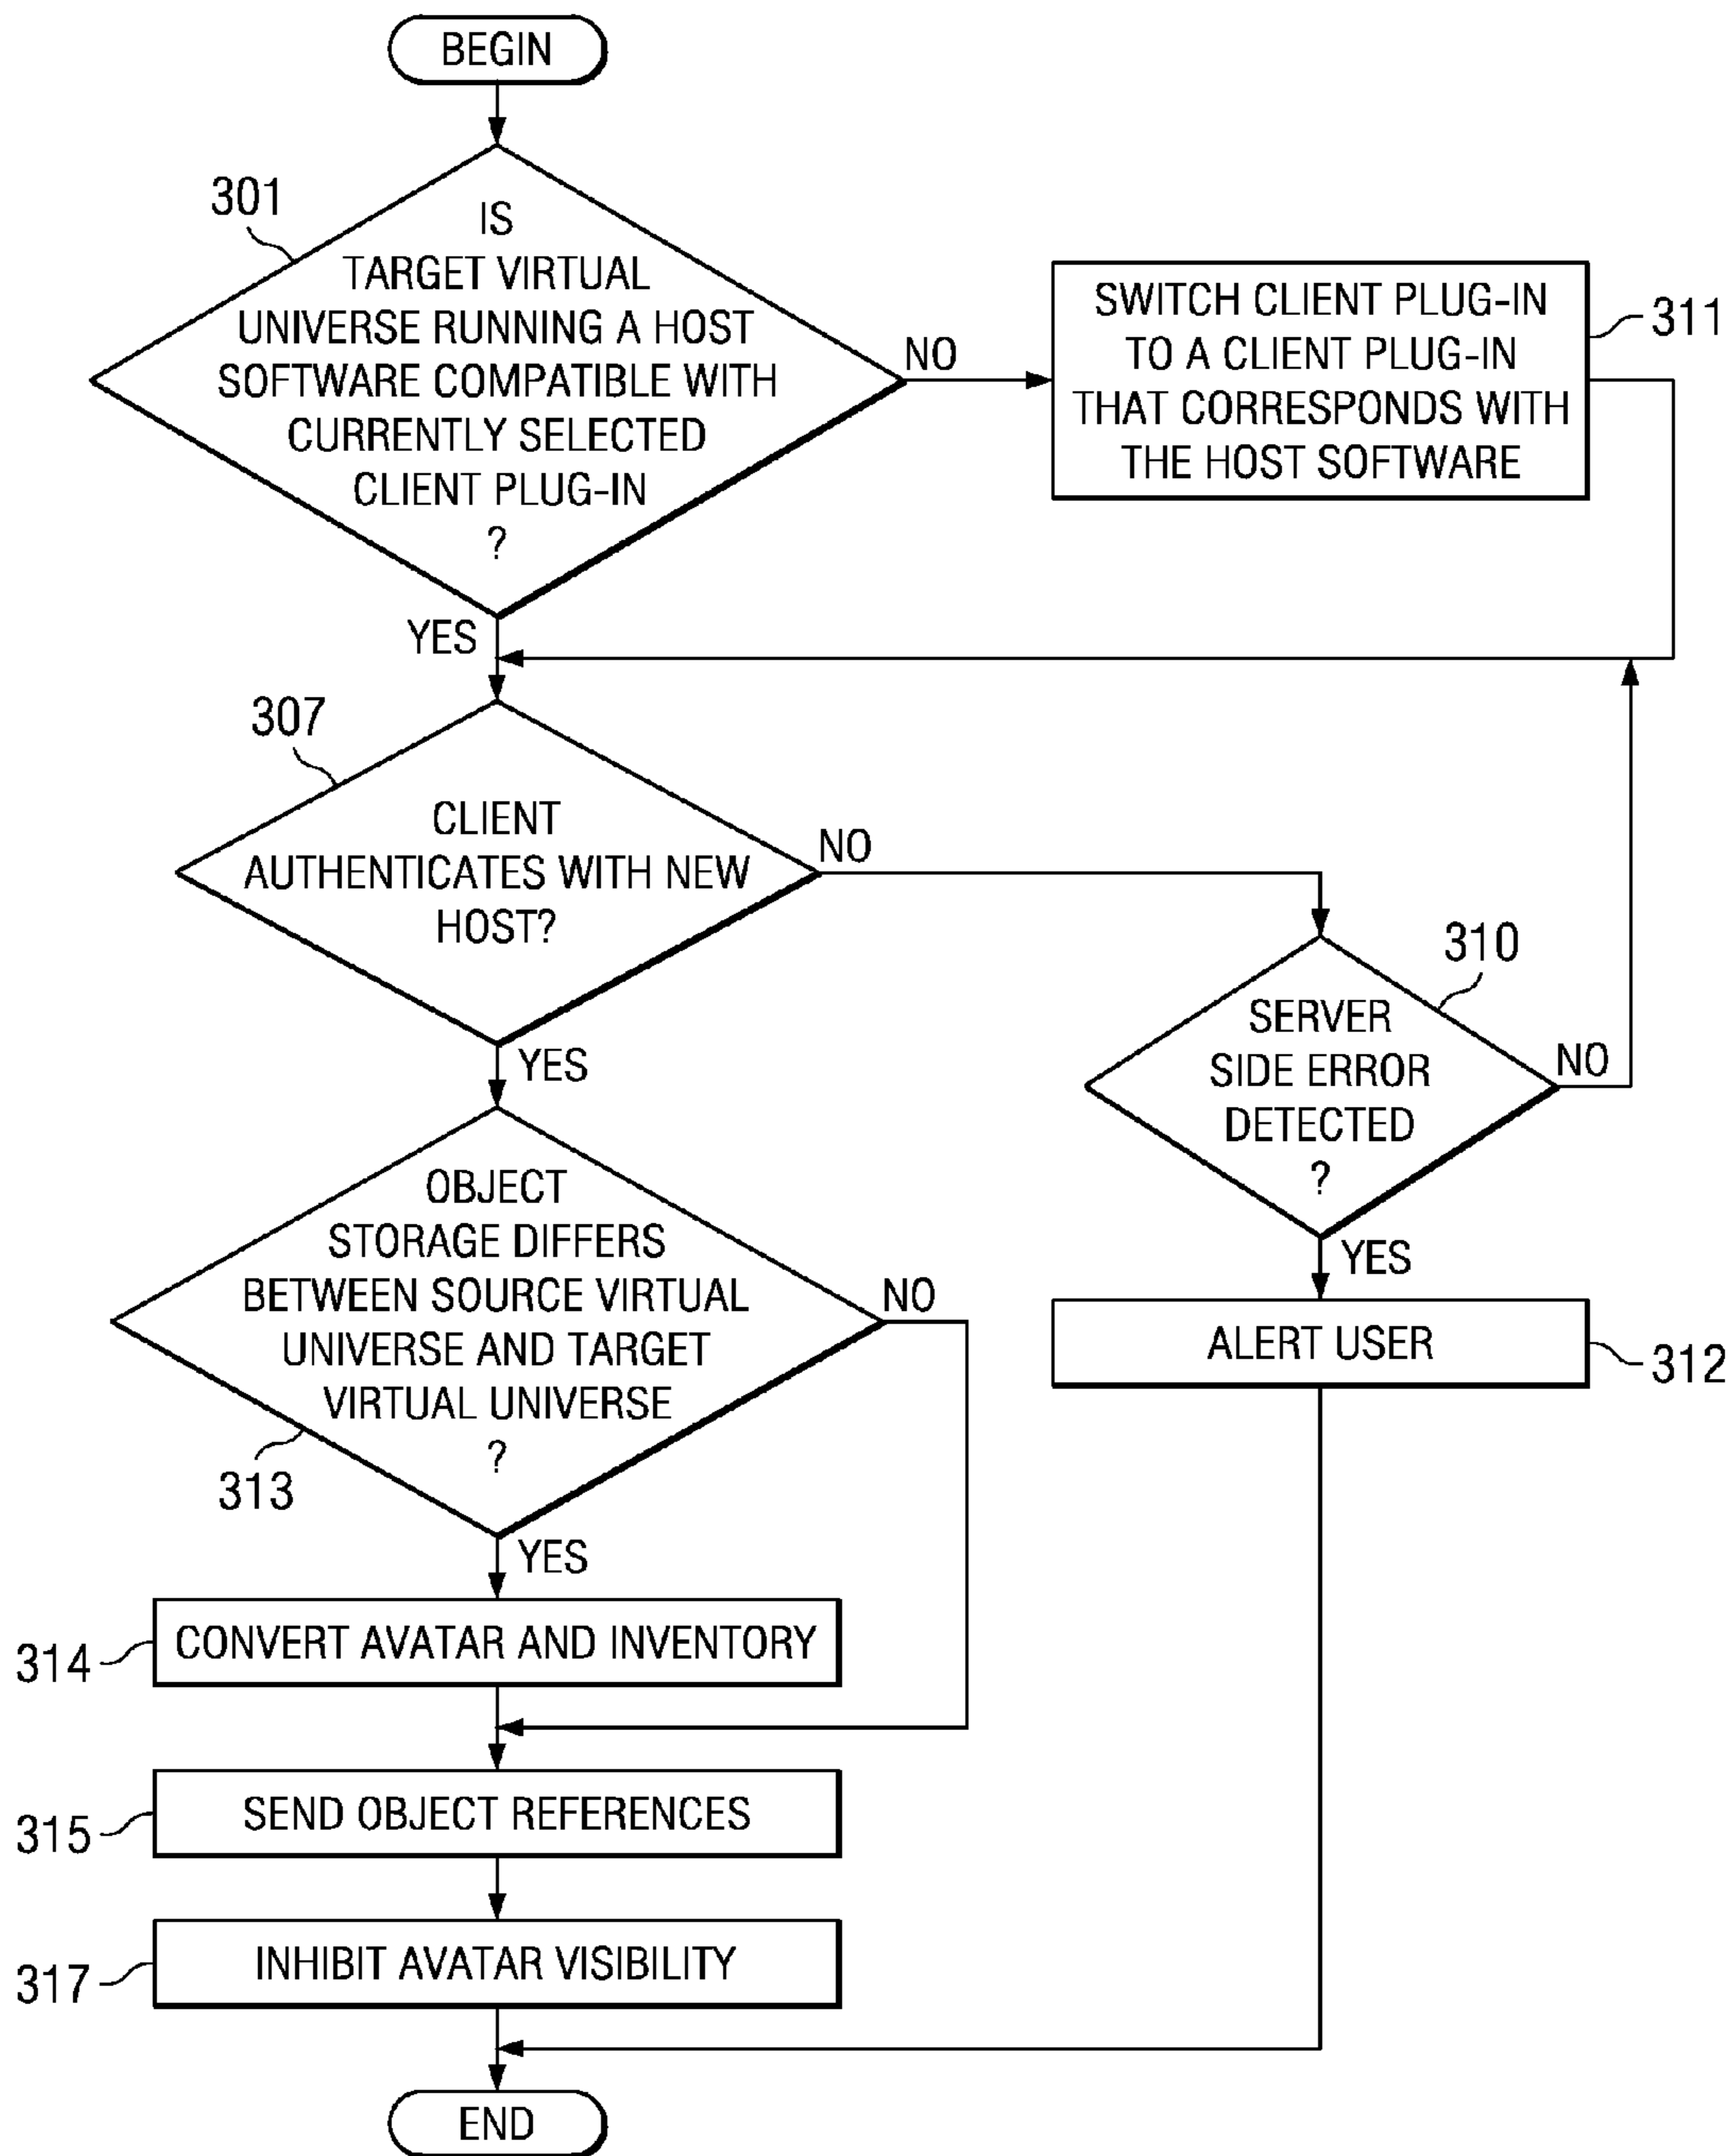 BEGIN
301
IS
TARGET VIRTUAL
UNIVERSE RUNNING A HOST
SOFTWARE COMPATIBLE WITH
CURRENTLY SELECTED
CLIENT PLUG-IN
?
NO
SWITCH CLIENT PLUG-IN
TO A CLIENT PLUG-IN
THAT CORRESPONDS WITH
THE HOST SOFTWARE
311
YES
307
CLIENT
AUTHENTICATES WITH NEW
HOST?
NO
310
SERVER
SIDE ERROR
DETECTED
?
NO
YES
YES
ALERT USER
312
OBJECT
STORAGE DIFFERS
BETWEEN SOURCE VIRTUAL
UNIVERSE AND TARGET
VIRTUAL UNIVERSE
?
NO
313
YES
314
CONVERT AVATAR AND INVENTORY
315
SEND OBJECT REFERENCES
317
INHIBIT AVATAR VISIBILITY
END